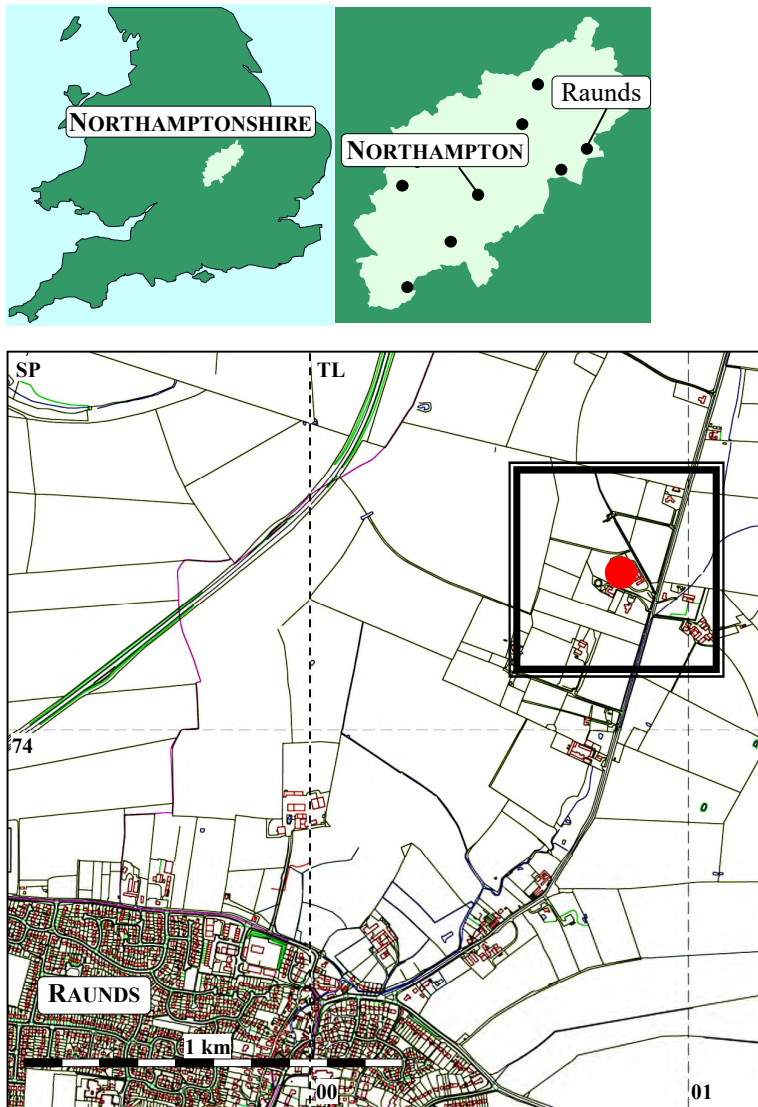 NORTHAMPTONSHIRE
Raunds
NORTHAMPTON
SP
TL
74
RAUNDS
1 km
00
01